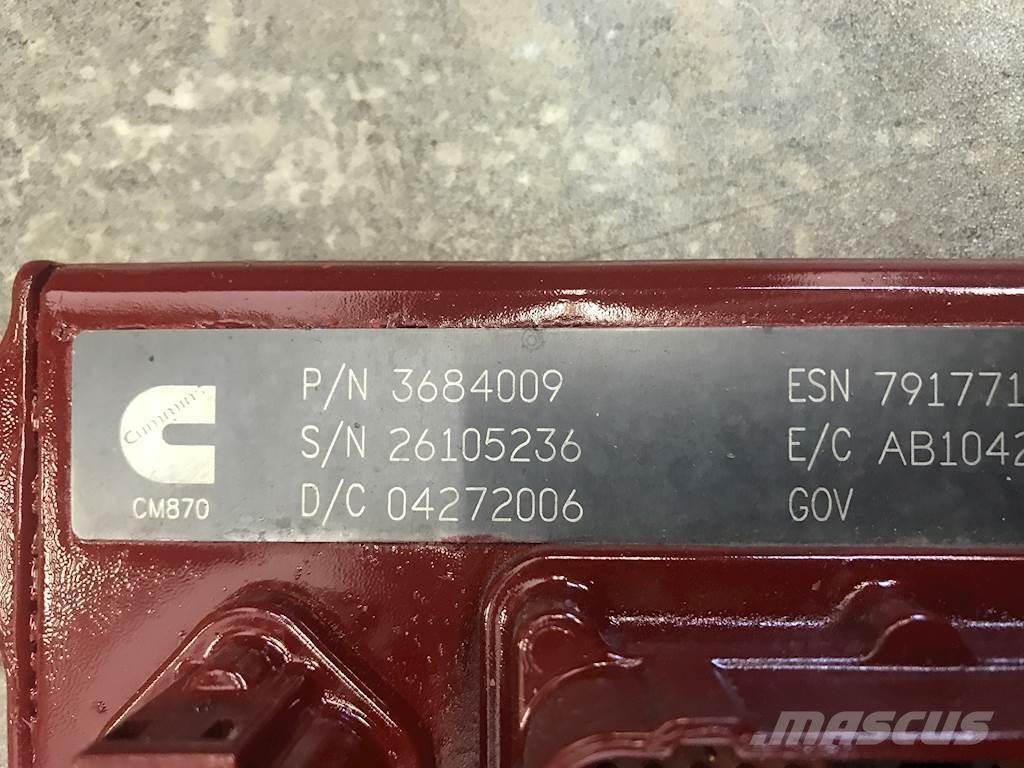 P/N 3684009
S/N 26105236
D/C 04272006
ESN 791771
E/C AB1042
GOV
Cummins
CM870
MASCUS